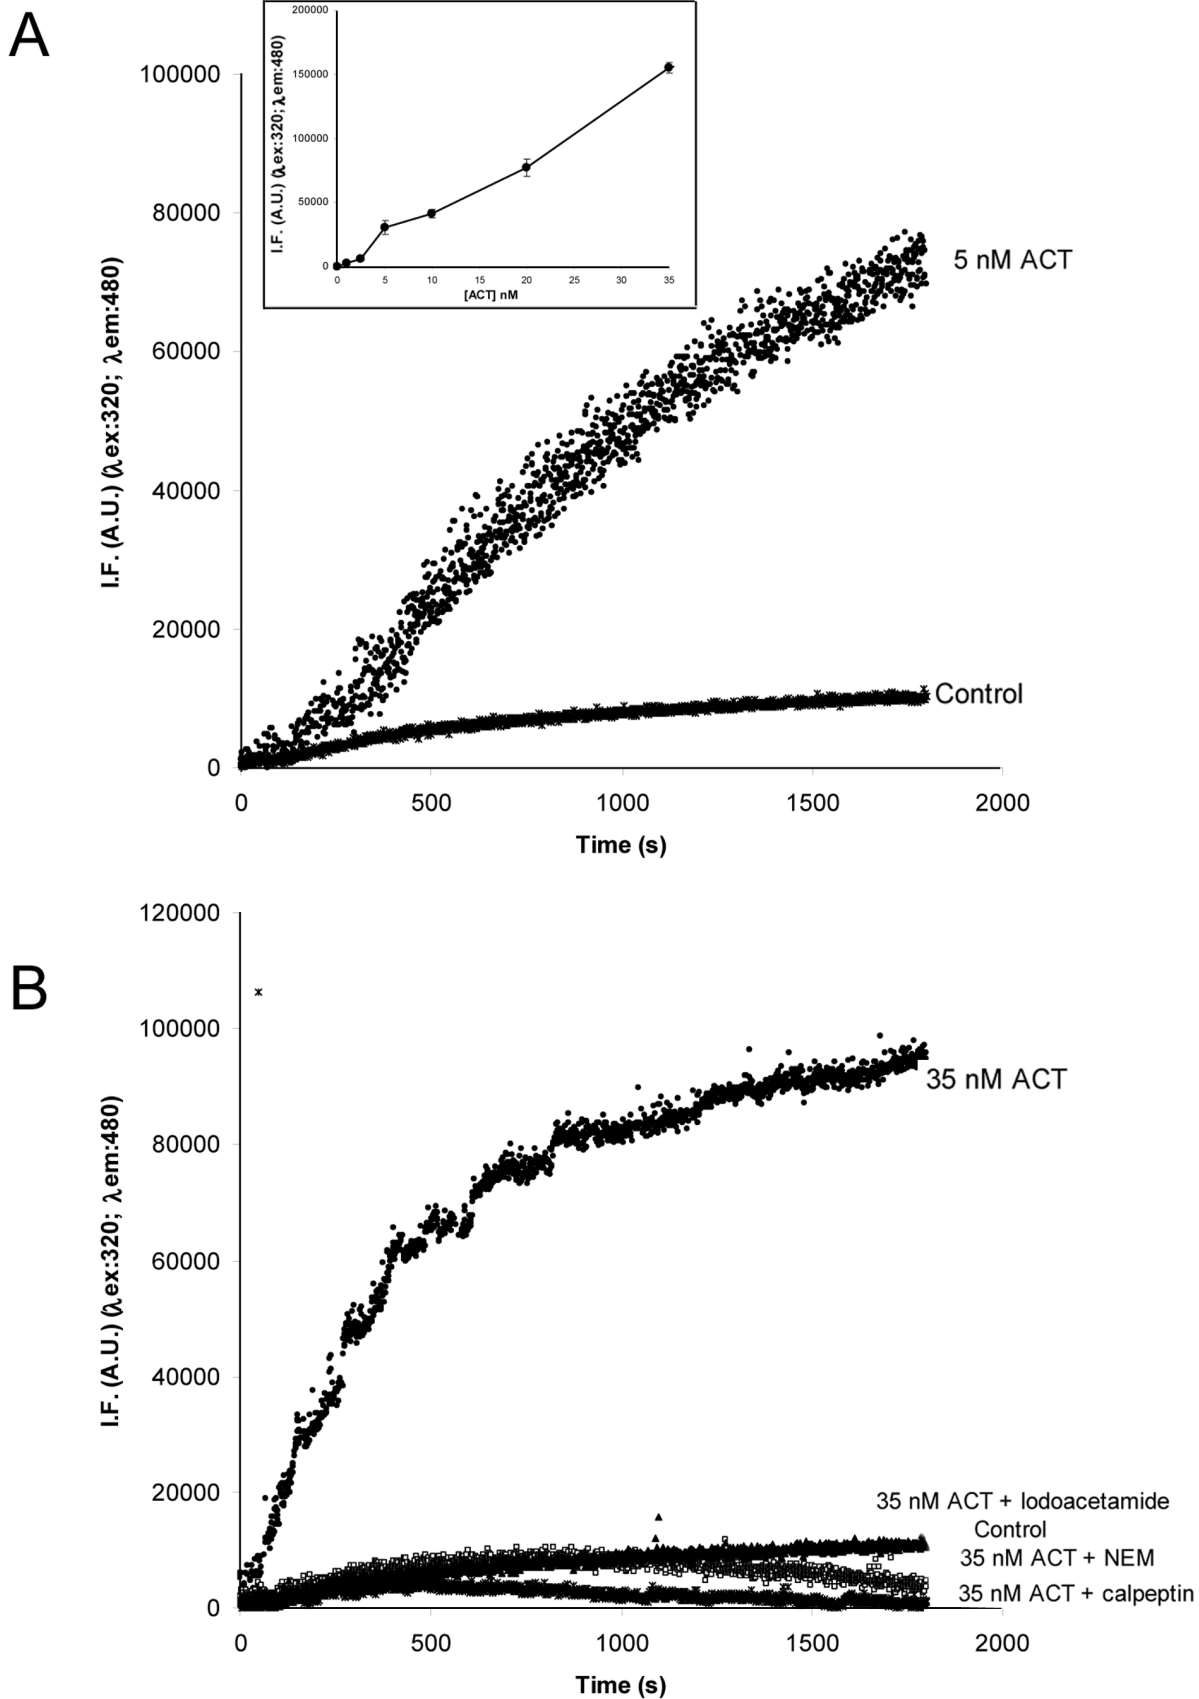 A
200000
150000
100000
50000
0
I.F. (A.U.) (λex:320; λem:480)
0 5 10 15 20 25 30 35
[ACT] nM
100000
80000
60000
40000
20000
0
I.F. (A.U.) (λex:320; λem:480)
5 nM ACT
Control
0 500 1000 1500 2000
Time (s)
B
120000
100000
80000
60000
40000
20000
0
I.F. (A.U.) (λex:320; λem:480)
35 nM ACT
35 nM ACT + Iodoacetamide
Control
35 nM ACT + NEM
35 nM ACT + calpeptin
0 500 1000 1500 2000
Time (s)